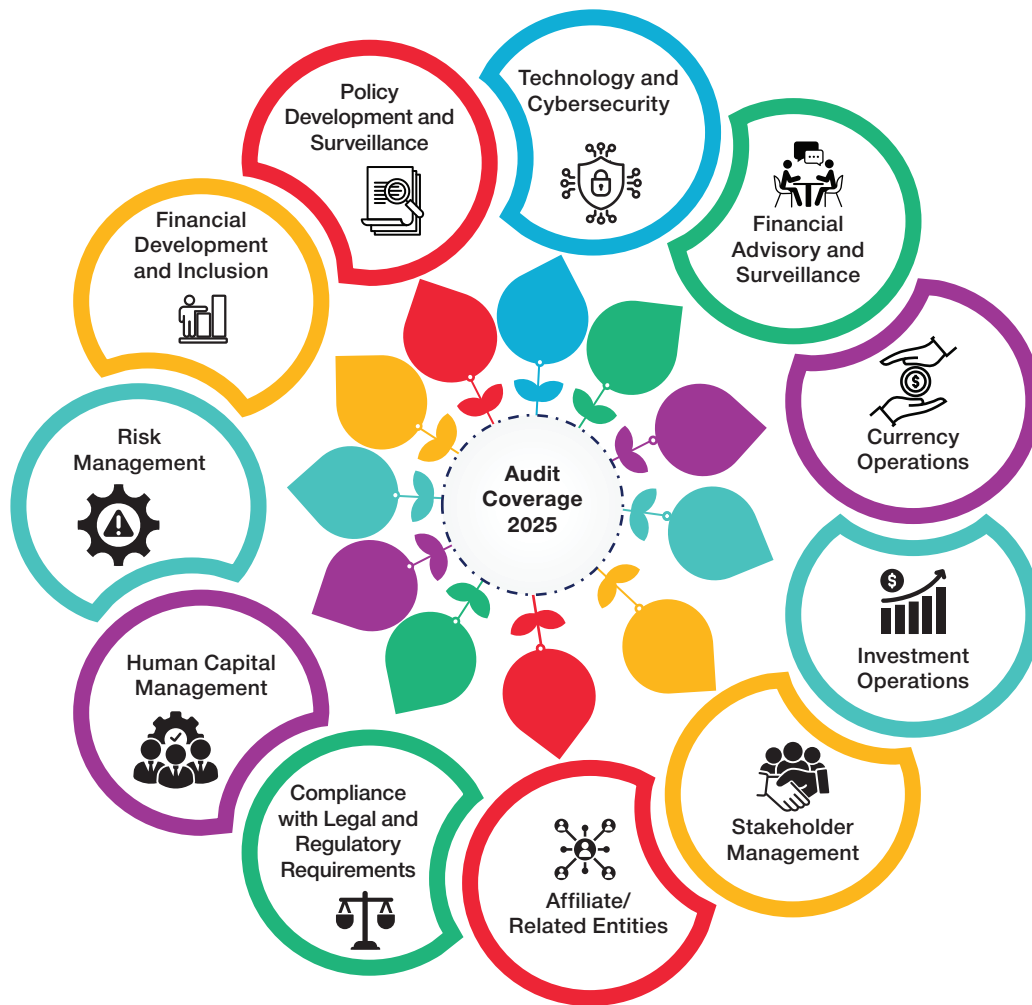 Technology and
Cybersecurity
Financial
Advisory and
Surveillance
Currency
Operations
Investment
Operations
Stakeholder
Management
Affiliate/
Related Entities
Compliance
with Legal and
Regulatory
Requirements
Human Capital
Management
Risk
Management
Financial
Development
and Inclusion
Policy
Development and
Surveillance
Audit
Coverage
2025
$
$